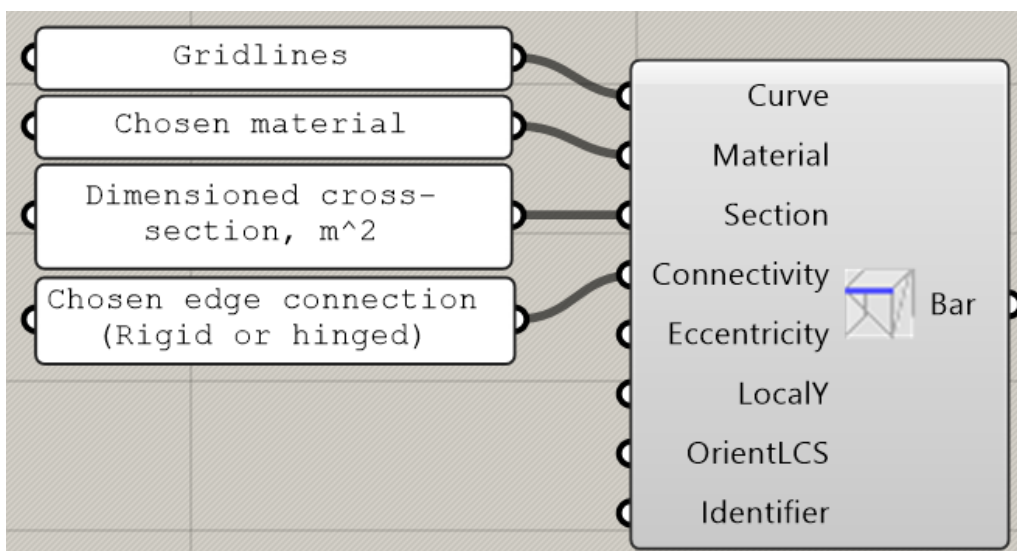 Gridlines
Chosen material
Dimensioned cross-
section, m^2
Chosen edge connection
(Rigid or hinged)
Curve
Material
Section
Connectivity
Eccentricity
LocalY
OrientLCS
Identifier
Bar